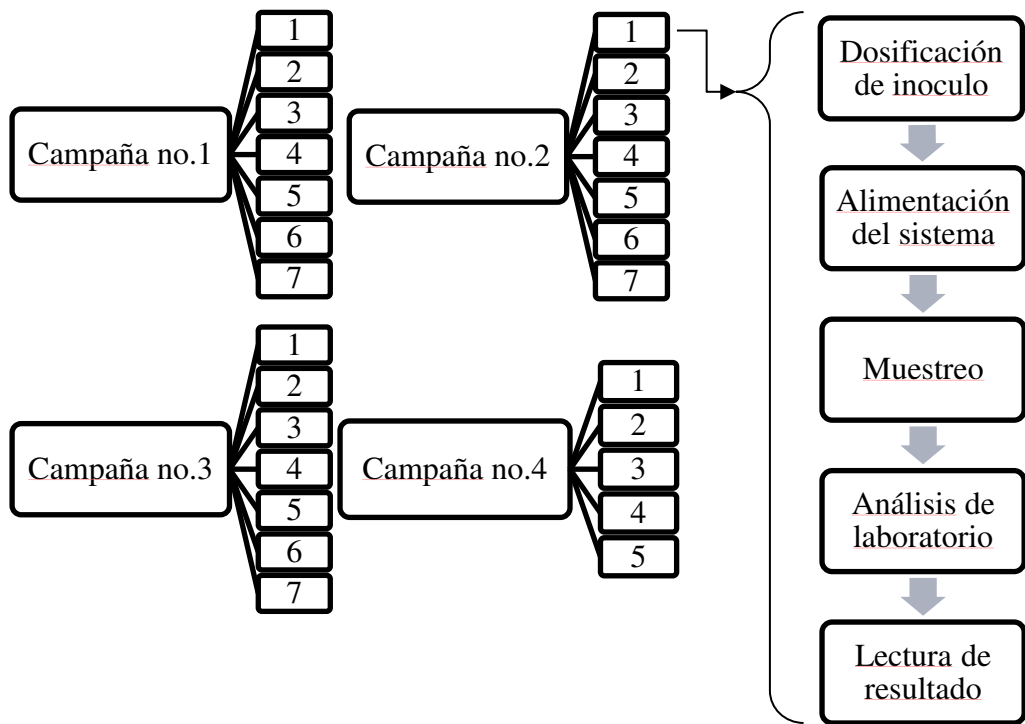 Campaña no.1
1
2
3
4
5
6
7
Campaña no.2
1
2
3
4
5
6
7
Campaña no.3
1
2
3
4
5
6
7
Campaña no.4
1
2
3
4
5
Dosificación
de inoculo
Alimentación
del sistema
Muestreo
Análisis de
laboratorio
Lectura de
resultado